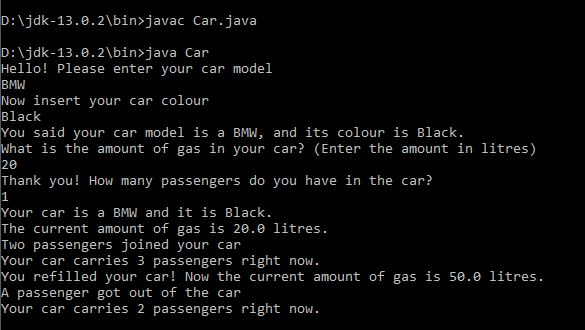 D:\jdk-13.0.2\bin>javac Car.java
D:\jdk-13.0.2\bin>java Car
Hello! Please enter your car model
BMW
Now insert your car colour
Black
You said your car model is a BMW, and its colour is Black.
What is the amount of gas in your car? (Enter the amount in litres)
20
Thank you! How many passengers do you have in the car?
1
Your car is a BMW and it is Black.
The current amount of gas is 20.0 litres.
Two passengers joined your car
Your car carries 3 passengers right now.
You refilled your car! Now the current amount of gas is 50.0 litres.
A passenger got out of the car
Your car carries 2 passengers right now.